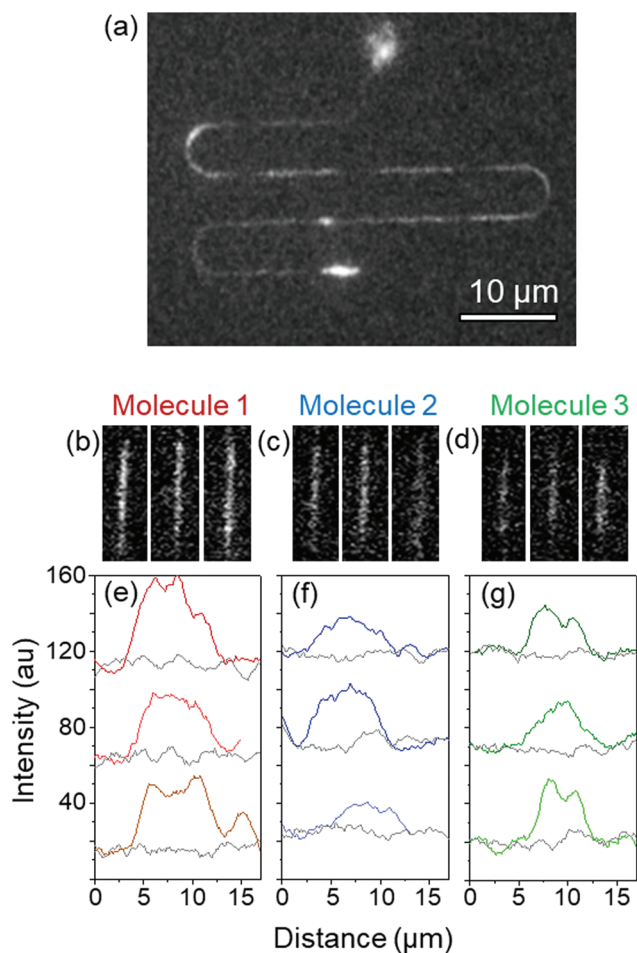 (a)
10 µm
Molecule 1 Molecule 2 Molecule 3
(b) (c) (d)
160 (e) (f) (g)
120
80
40
Intensity (au)
0 5 10 15 0 5 10 15 0 5 10 15
Distance (µm)